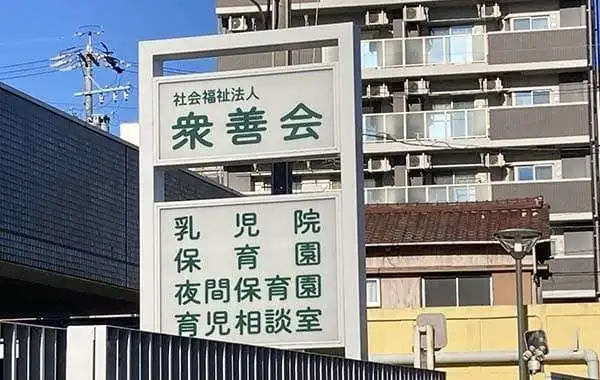 社会福祉法人
衆善会
乳児院
保育園
夜間保育園
育児相談室